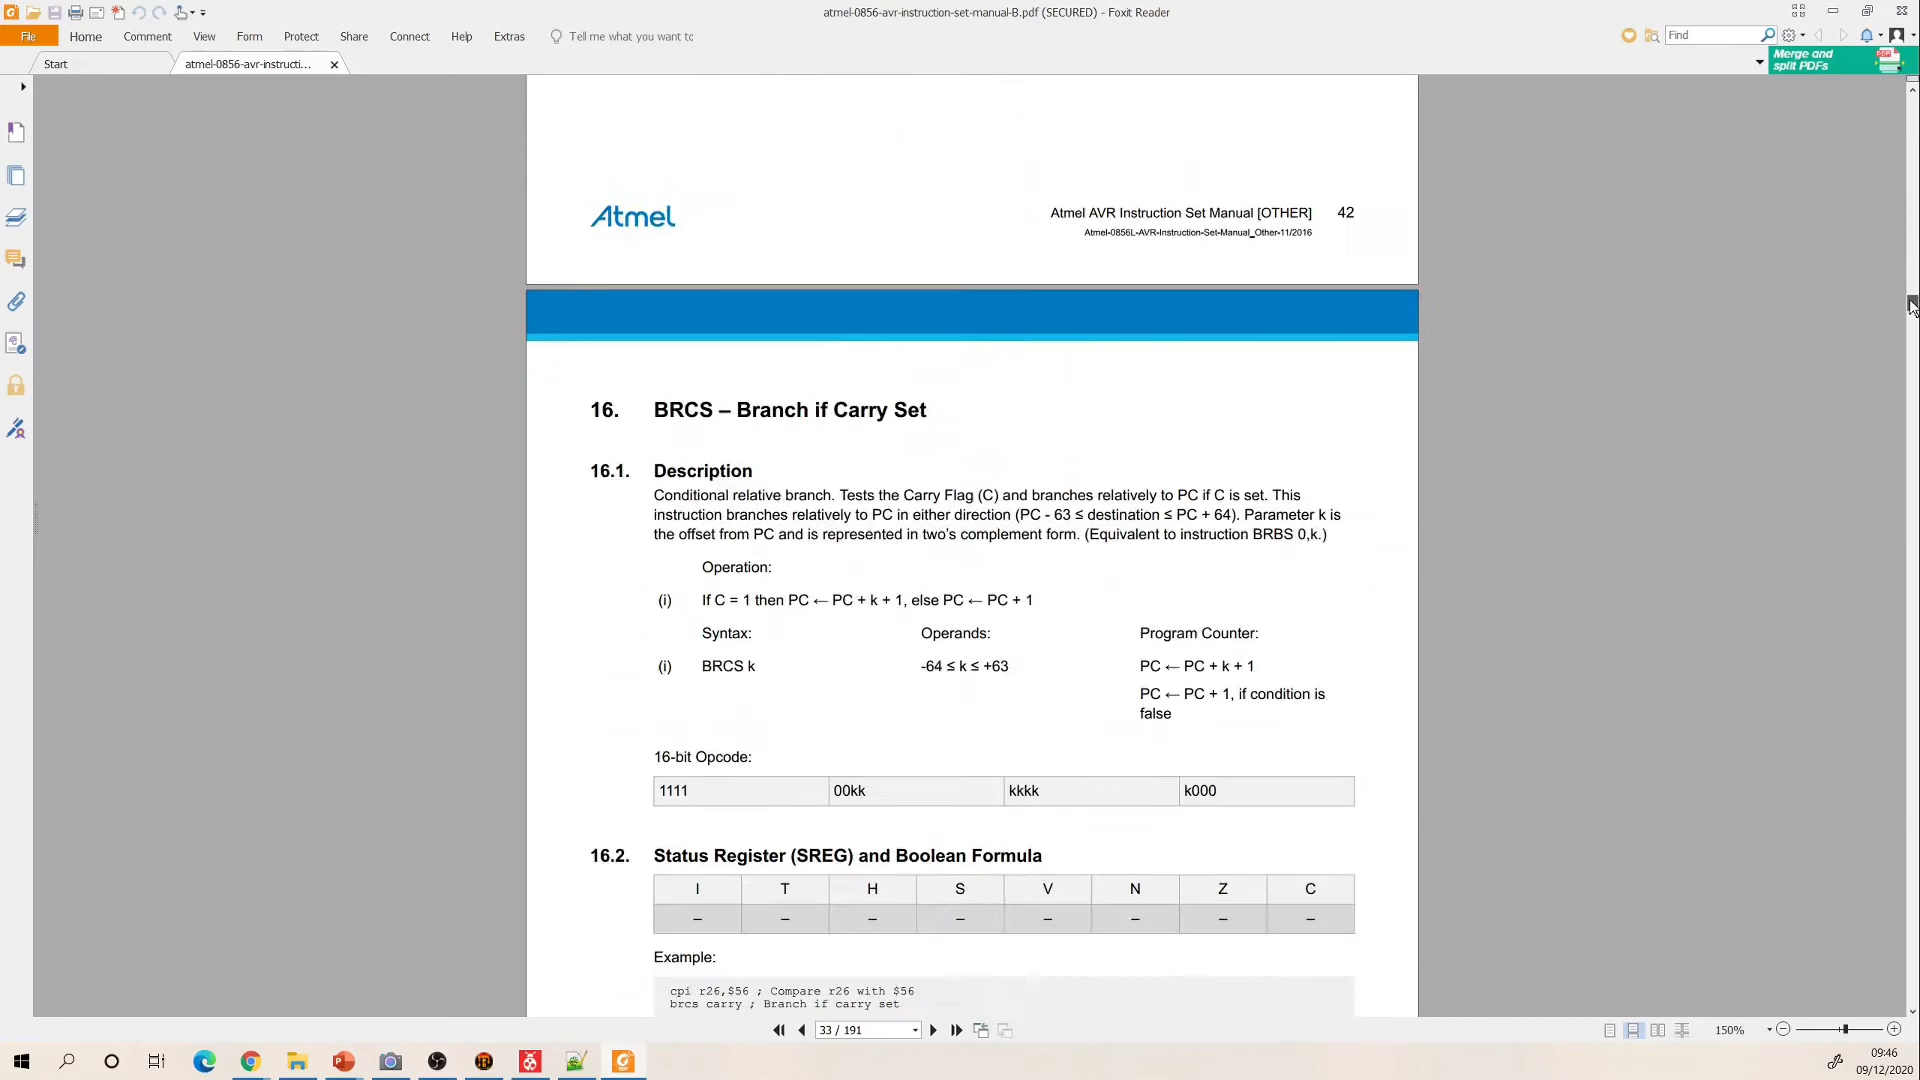 atmel-0856-avr-instruction-set-manual-B.pdf (SECURED) - Foxit Reader
File Home Comment View Form Protect Share Connect Help Extras Tell me what you want to Find
Start atmel-0856-avr-instructi... Merge and
split PDFs
Atmel
Atmel AVR Instruction Set Manual [OTHER] 42
Atmel-0856L-AVR-Instruction-Set-Manual_Other-11/2016
16. BRCS – Branch if Carry Set
16.1. Description
Conditional relative branch. Tests the Carry Flag (C) and branches relatively to PC if C is set. This
instruction branches relatively to PC in either direction (PC - 63 ≤ destination ≤ PC + 64). Parameter k is
the offset from PC and is represented in two's complement form. (Equivalent to instruction BRBS 0,k.)
Operation:
(i) If C = 1 then PC ← PC + k + 1, else PC ← PC + 1
Syntax: Operands: Program Counter:
(i) BRCS k -64 ≤ k ≤ +63 PC ← PC + k + 1
PC ← PC + 1, if condition is
false
16-bit Opcode:
1111 00kk kkkk k000
16.2. Status Register (SREG) and Boolean Formula
I T H S V N Z C
– – – – – – – –
Example:
cpi r26,$56 ; Compare r26 with $56
brcs carry ; Branch if carry set
33 / 191 150%
09:46
09/12/2020